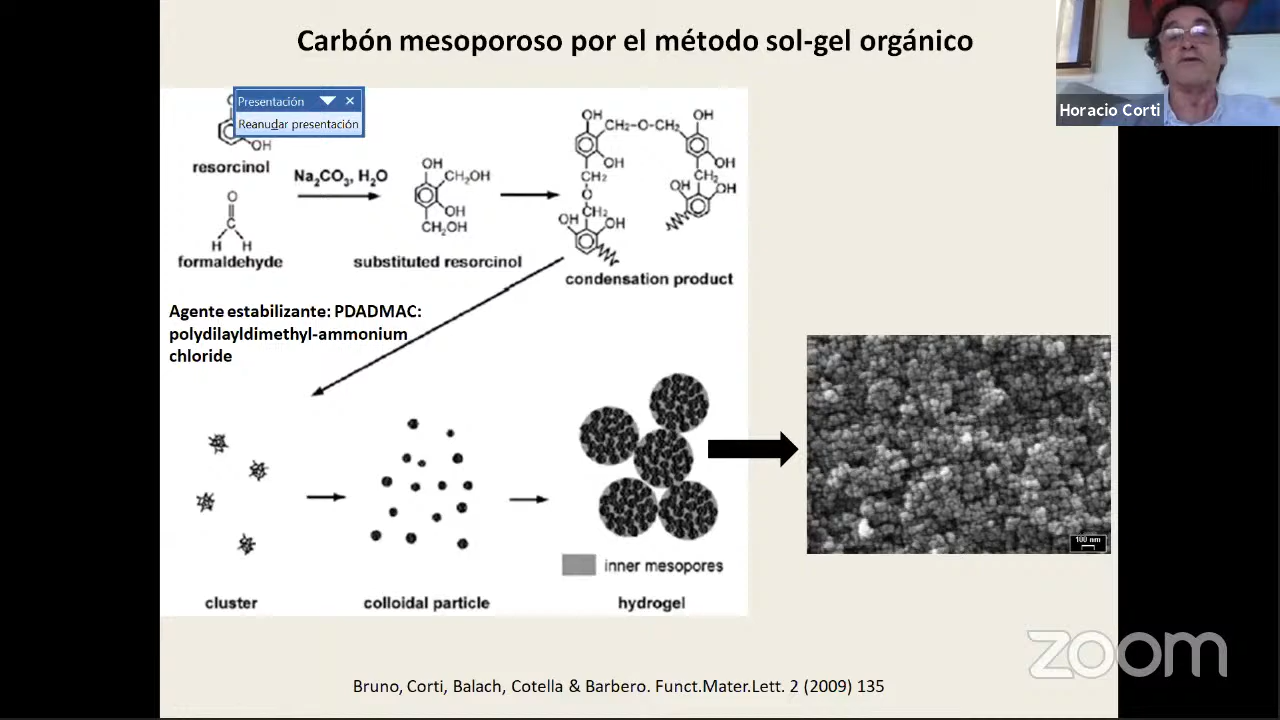 Carbón mesoporoso por el método sol-gel orgánico
Horacio Corti
Presentación
Reanudar presentación
OH
resorcinol
Na2CO3, H2O
O
C
H H
formaldehyde
OH
CH2OH
OH
CH2OH
substituted resorcinol
OH
CH2-O-CH2
OH
OH
OH
CH2
CH2
O
OH
OH
CH2
OH
OH
condensation product
Agente estabilizante: PDADMAC:
polydilayldimethyl-ammonium
chloride
100 nm
inner mesopores
cluster
colloidal particle
hydrogel
zoom
Bruno, Corti, Balach, Cotella & Barbero. Funct.Mater.Lett. 2 (2009) 135